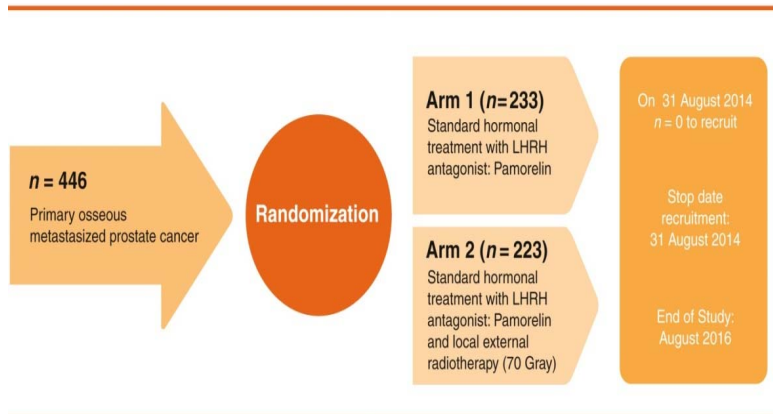 n = 446
Primary osseous
metastasized prostate cancer
Randomization
Arm 1 (n=233)
Standard hormonal
treatment with LHRH
antagonist: Pamorelin
Arm 2 (n=223)
Standard hormonal
treatment with LHRH
antagonist: Pamorelin
and local external
radiotherapy (70 Gray)
On 31 August 2014
n = 0 to recruit
Stop date
recruitment:
31 August 2014
End of Study:
August 2016